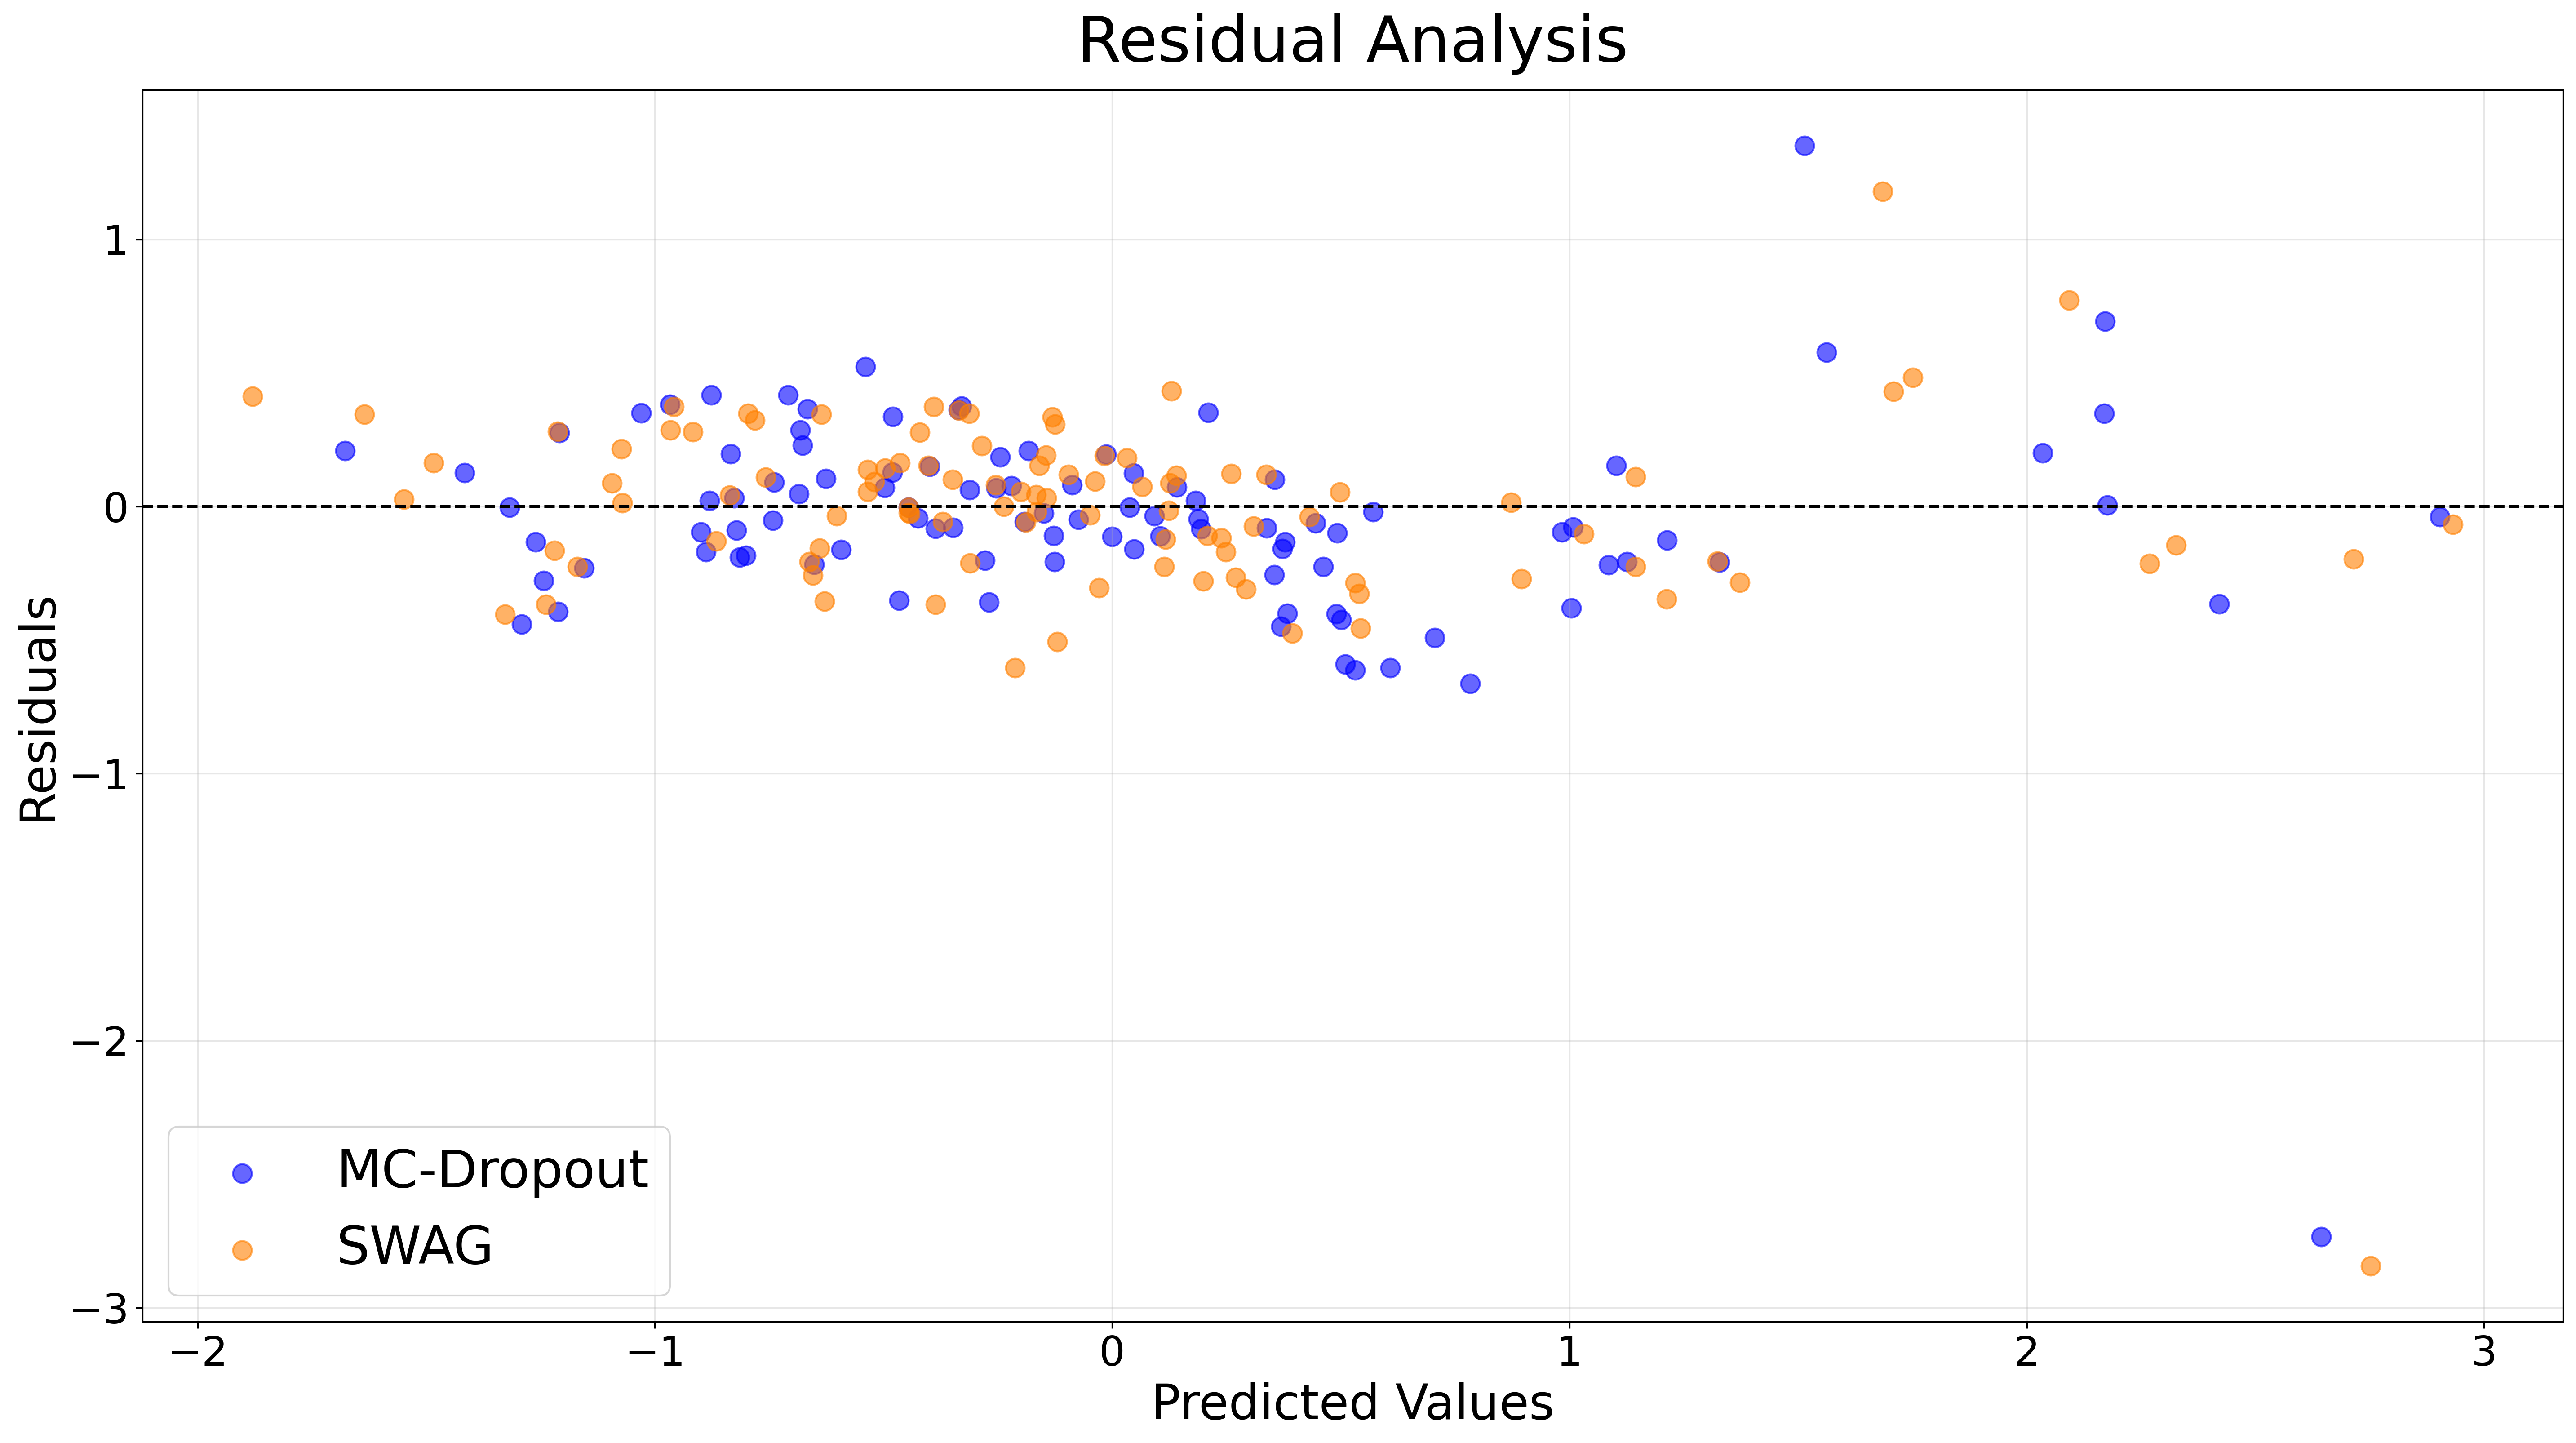 Residual Analysis
Residuals
1
0
−1
−2
−3
MC-Dropout
SWAG
−2
−1
0
1
2
3
Predicted Values